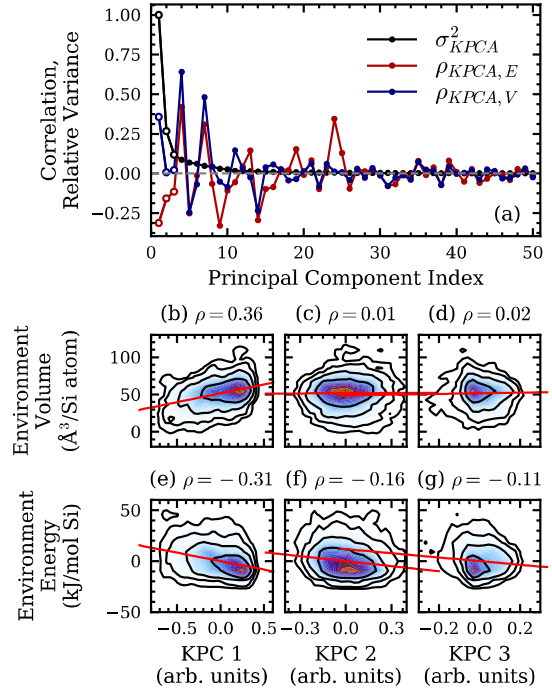 1.00
0.75
0.50
0.25
0.00
−0.25
Correlation,
Relative Variance
σ²_KPCA
ρ_KPCA, E
ρ_KPCA, V
(a)
0 10 20 30 40 50
Principal Component Index
(b) ρ = 0.36 (c) ρ = 0.01 (d) ρ = 0.02
100
50
0
Environment
Volume
(Å³/Si atom)
(e) ρ = −0.31 (f) ρ = −0.16 (g) ρ = −0.11
50
0
−50
Environment
Energy
(kJ/mol Si)
−0.5 0.0 0.5 −0.3 0.0 0.3 −0.2 0.0 0.2
KPC 1 KPC 2 KPC 3
(arb. units) (arb. units) (arb. units)